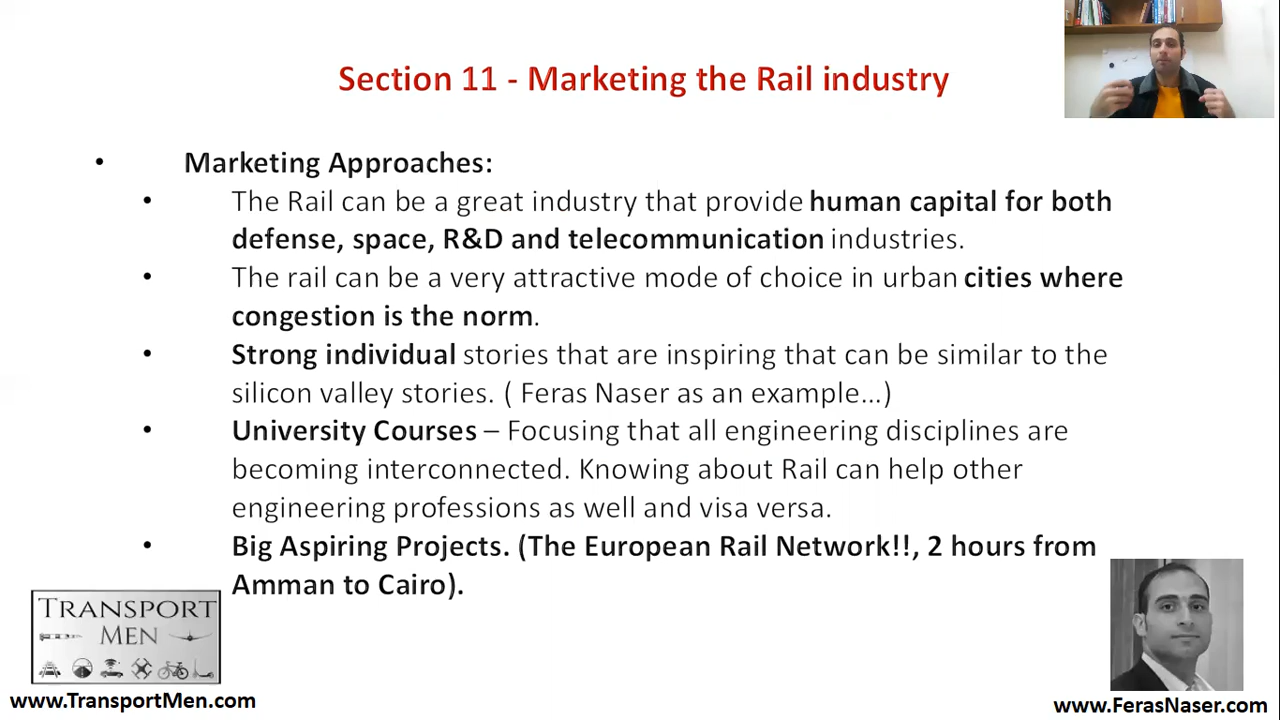 Section 11 - Marketing the Rail industry
• Marketing Approaches:
• The Rail can be a great industry that provide human capital for both
defense, space, R&D and telecommunication industries.
• The rail can be a very attractive mode of choice in urban cities where
congestion is the norm.
• Strong individual stories that are inspiring that can be similar to the
silicon valley stories. ( Feras Naser as an example...)
• University Courses – Focusing that all engineering disciplines are
becoming interconnected. Knowing about Rail can help other
engineering professions as well and visa versa.
• Big Aspiring Projects. (The European Rail Network!!, 2 hours from
Amman to Cairo).
TRANSPORT
MEN
www.TransportMen.com
www.FerasNaser.com